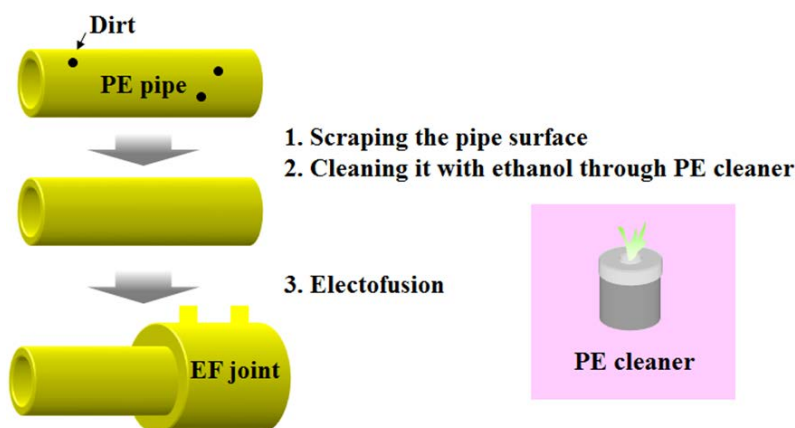 Dirt
PE pipe
1. Scraping the pipe surface
2. Cleaning it with ethanol through PE cleaner
3. Electofusion
EF joint
PE cleaner